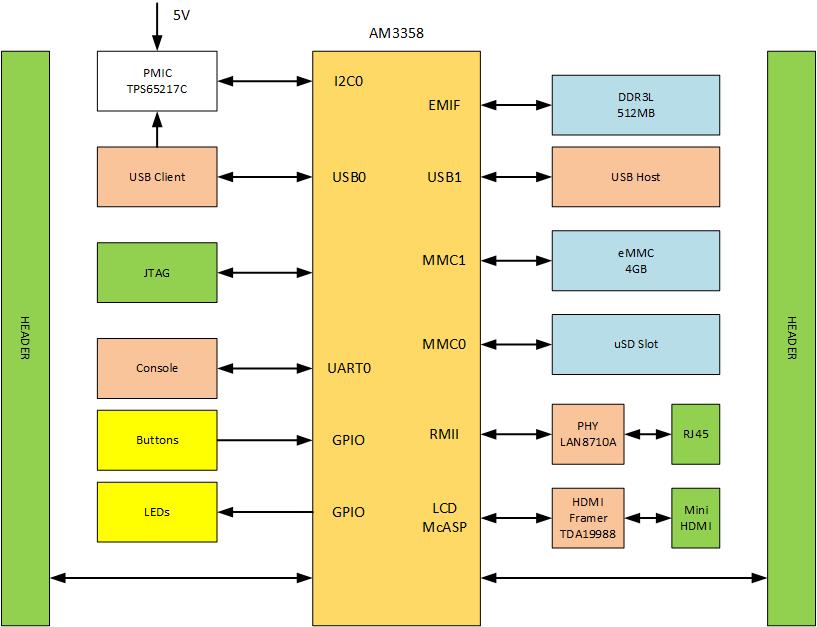 5V
AM3358
PMIC
TPS65217C
I2C0
EMIF
DDR3L
512MB
USB Client
USB0
USB1
USB Host
JTAG
MMC1
eMMC
4GB
HEADER
HEADER
MMC0
uSD Slot
Console
UART0
Buttons
GPIO
RMII
PHY
LAN8710A
RJ45
LEDs
GPIO
LCD
McASP
HDMI
Framer
TDA19988
Mini
HDMI